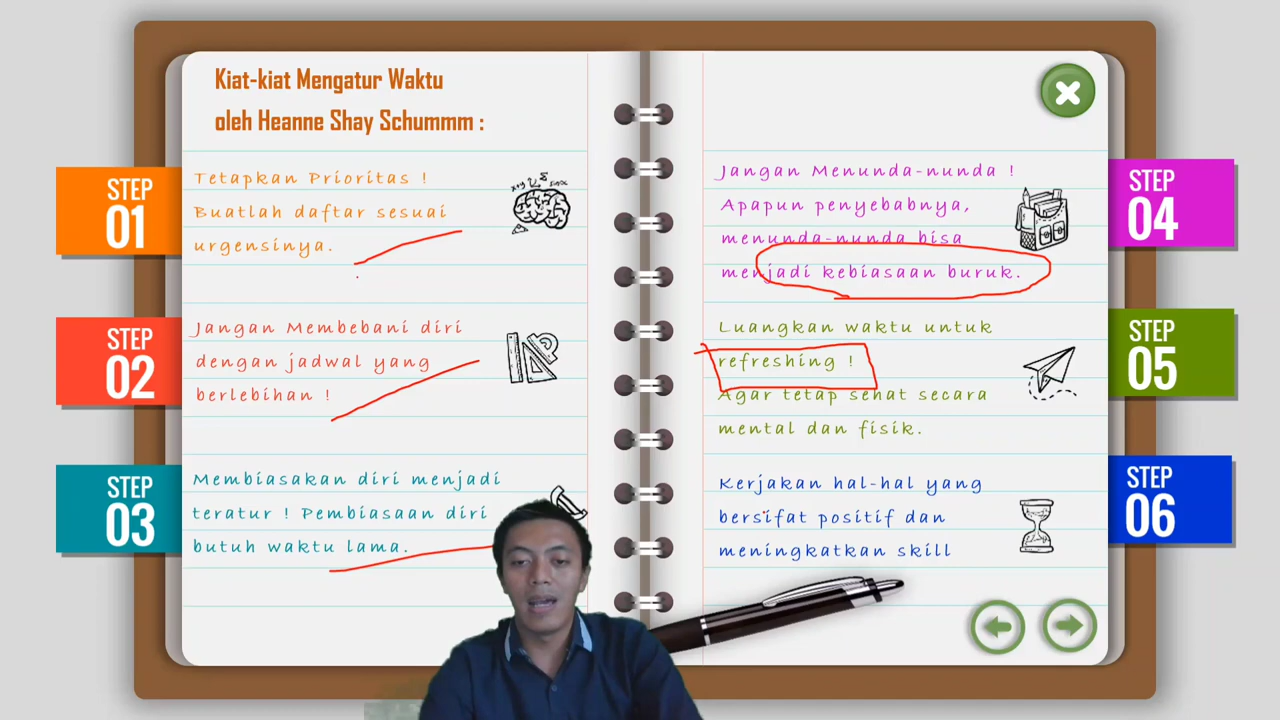 Kiat-kiat Mengatur Waktu
oleh Heanne Shay Schummm :
STEP
01
Tetapkan Prioritas !
Buatlah daftar sesuai
urgensinya.
STEP
02
Jangan Membebani diri
dengan jadwal yang
berlebihan !
STEP
03
Membiasakan diri menjadi
teratur ! Pembiasaan diri
butuh waktu lama.
STEP
04
Jangan Menunda-nunda !
Apapun penyebabnya,
menunda-nunda bisa
menjadi kebiasaan buruk.
STEP
05
Luangkan waktu untuk
refreshing !
Agar tetap sehat secara
mental dan fisik.
STEP
06
Kerjakan hal-hal yang
bersifat positif dan
meningkatkan skill